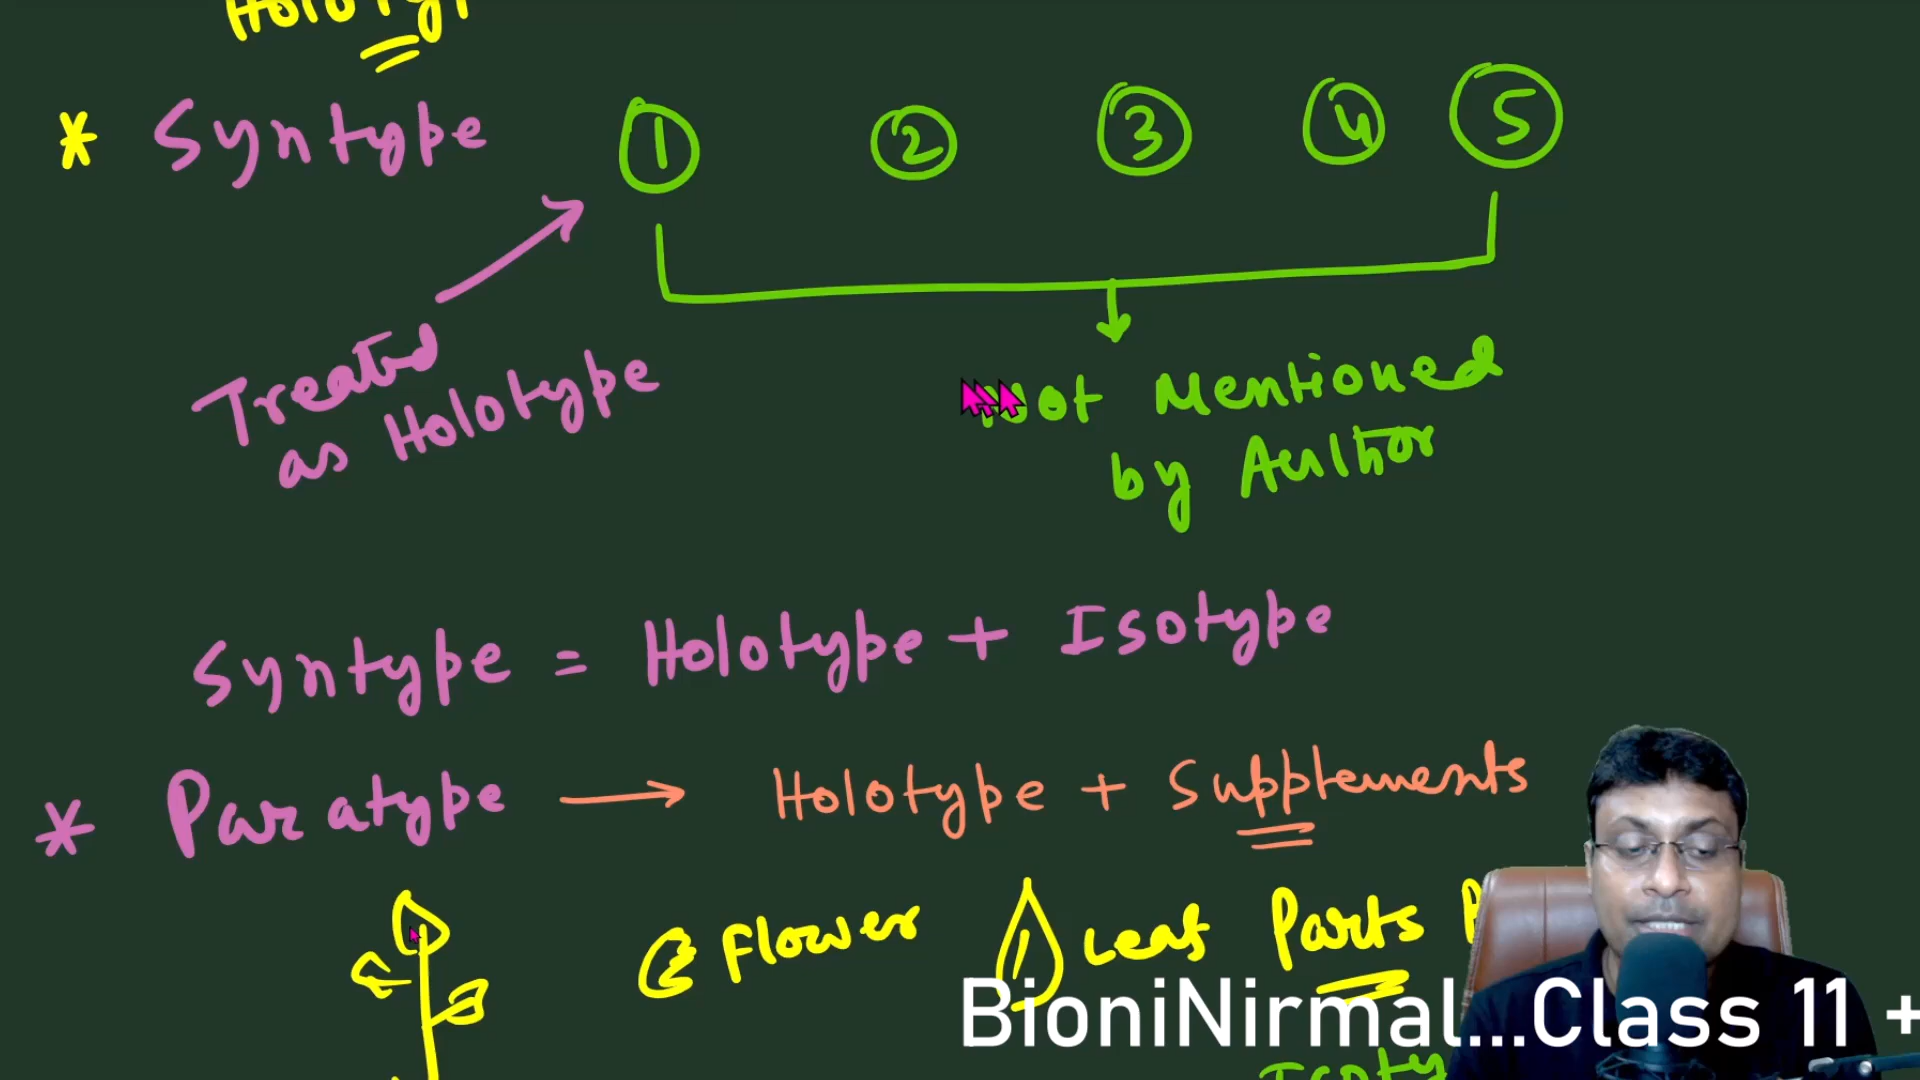 * Syntype 1 2 3 4 5
Treated
as Holotype
Not Mentioned
by Author
Syntype = Holotype + Isotype
* Paratype → Holotype + Supplements
Flower Leaf Parts
BioniNirmal...Class 11 +